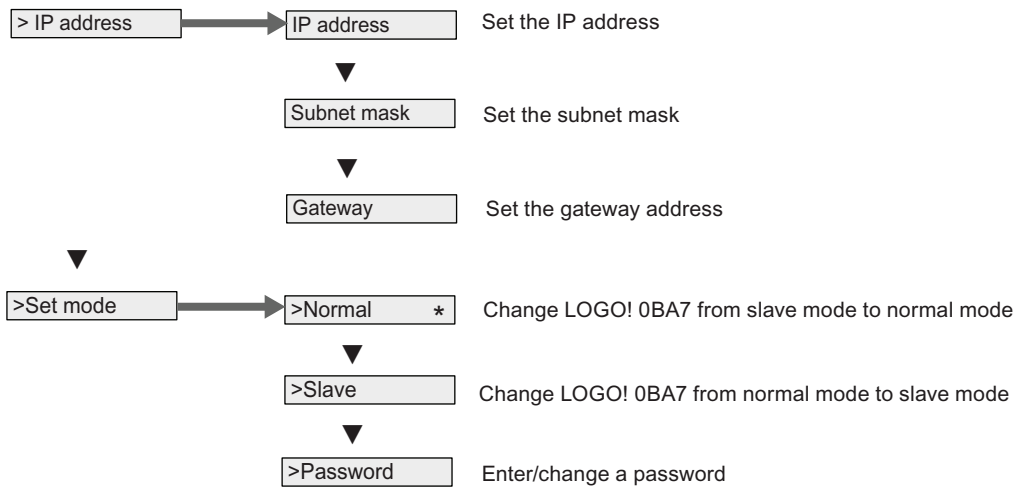 > IP address
IP address
Set the IP address
Subnet mask
Set the subnet mask
Gateway
Set the gateway address
>Set mode
>Normal *
Change LOGO! 0BA7 from slave mode to normal mode
>Slave
Change LOGO! 0BA7 from normal mode to slave mode
>Password
Enter/change a password